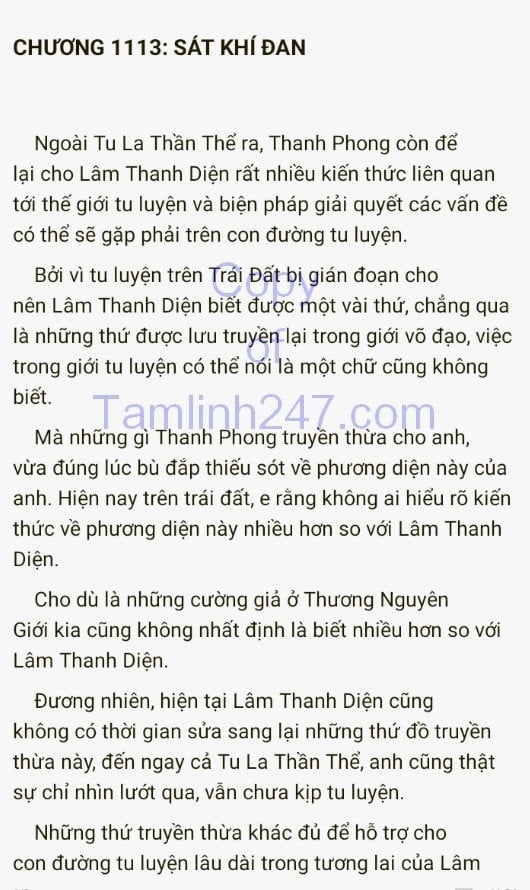 CHƯƠNG 1113: SÁT KHÍ ĐAN
Ngoài Tu La Thần Thể ra, Thanh Phong còn để
lại cho Lâm Thanh Diện rất nhiều kiến thức liên quan
tới thế giới tu luyện và biện pháp giải quyết các vấn đề
có thể sẽ gặp phải trên con đường tu luyện.
Bởi vì tu luyện trên Trái Đất bị gián đoạn cho
nên Lâm Thanh Diện biết được một vài thứ, chẳng qua
là những thứ được lưu truyền lại trong giới võ đạo, việc
trong giới tu luyện có thể nói là một chữ cũng không
biết.
Copy
of
Tamlinh247.com
Mà những gì Thanh Phong truyền thừa cho anh,
vừa đúng lúc bù đắp thiếu sót về phương diện này của
anh. Hiện nay trên trái đất, e rằng không ai hiểu rõ kiến
thức về phương diện này nhiều hơn so với Lâm Thanh
Diện.
Cho dù là những cường giả ở Thương Nguyên
Giới kia cũng không nhất định là biết nhiều hơn so với
Lâm Thanh Diện.
Đương nhiên, hiện tại Lâm Thanh Diện cũng
không có thời gian sửa sang lại những thứ đồ truyền
thừa này, đến ngay cả Tu La Thần Thể, anh cũng thật
sự chỉ nhìn lướt qua, vẫn chưa kịp tu luyện.
Những thứ truyền thừa khác đủ để hỗ trợ cho
con đường tu luyện lâu dài trong tương lai của Lâm